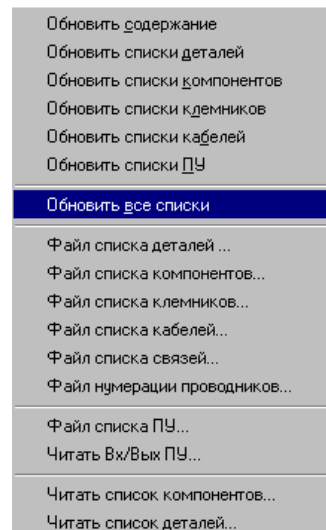 Обновить содержание
Обновить списки деталей
Обновить списки компонентов
Обновить списки клемников
Обновить списки кабелей
Обновить списки ПУ
Обновить все списки
Файл списка деталей ...
Файл списка компонентов...
Файл списка клемников...
Файл списка кабелей...
Файл списка связей...
Файл нумерации проводников...
Файл списка ПУ...
Читать Вх/Вых ПУ...
Читать список компонентов...
Читать список деталей...